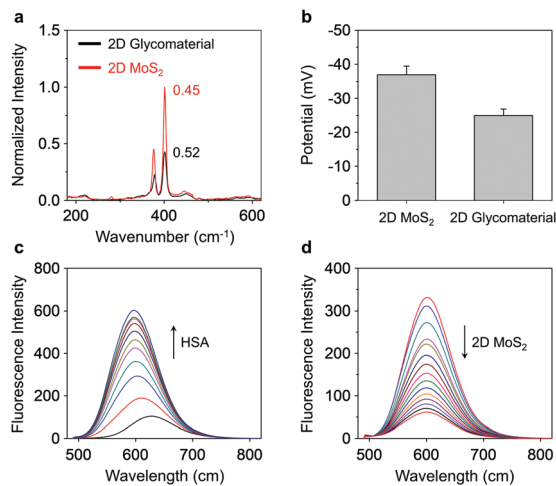 a
1.5
1.0
0.5
0.0
Normalized Intensity
2D Glycomaterial
2D MoS₂
0.45
0.52
200 400 600
Wavenumber (cm⁻¹)
b
-50
-40
-30
-20
-10
0
Potential (mV)
2D MoS₂ 2D Glycomaterial
c
800
600
400
200
0
Fluorescence Intensity
HSA
500 600 700 800
Wavelength (cm)
d
400
300
200
100
0
Fluorescence Intensity
2D MoS₂
500 600 700 800
Wavelength (cm)